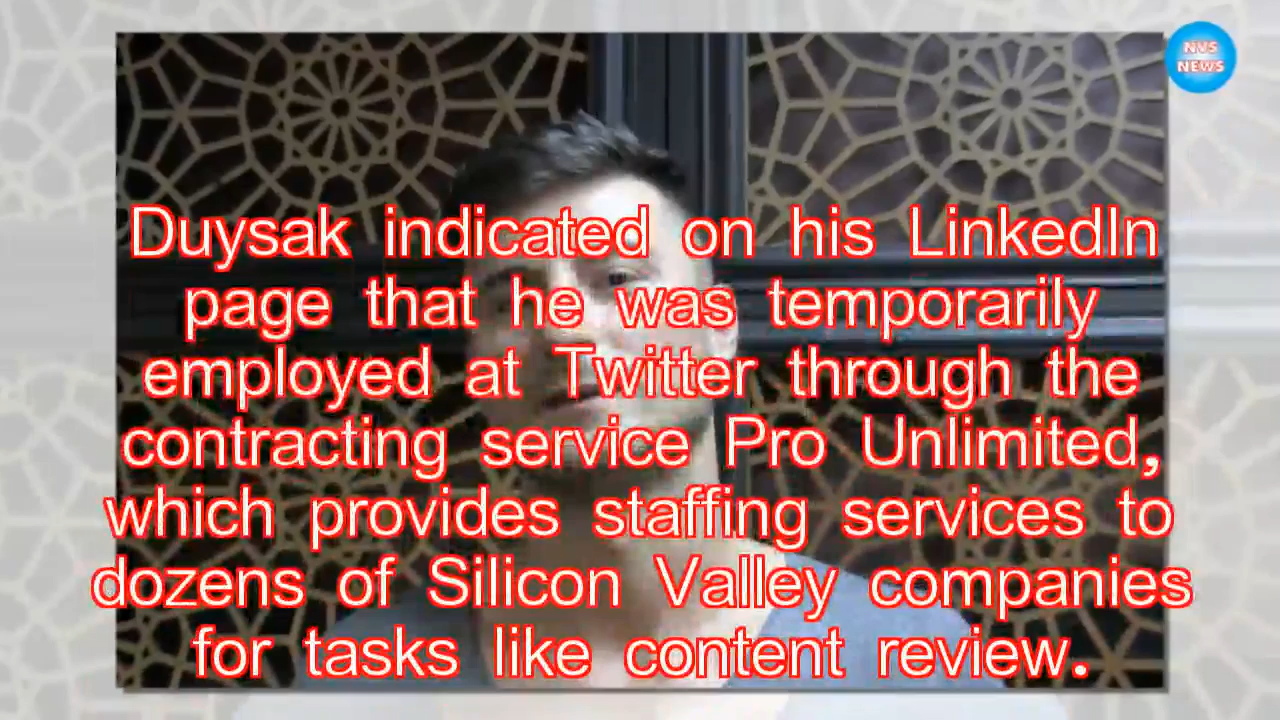 NVS
NEWS
Duysak indicated on his LinkedIn
page that he was temporarily
employed at Twitter through the
contracting service Pro Unlimited,
which provides staffing services to
dozens of Silicon Valley companies
for tasks like content review.